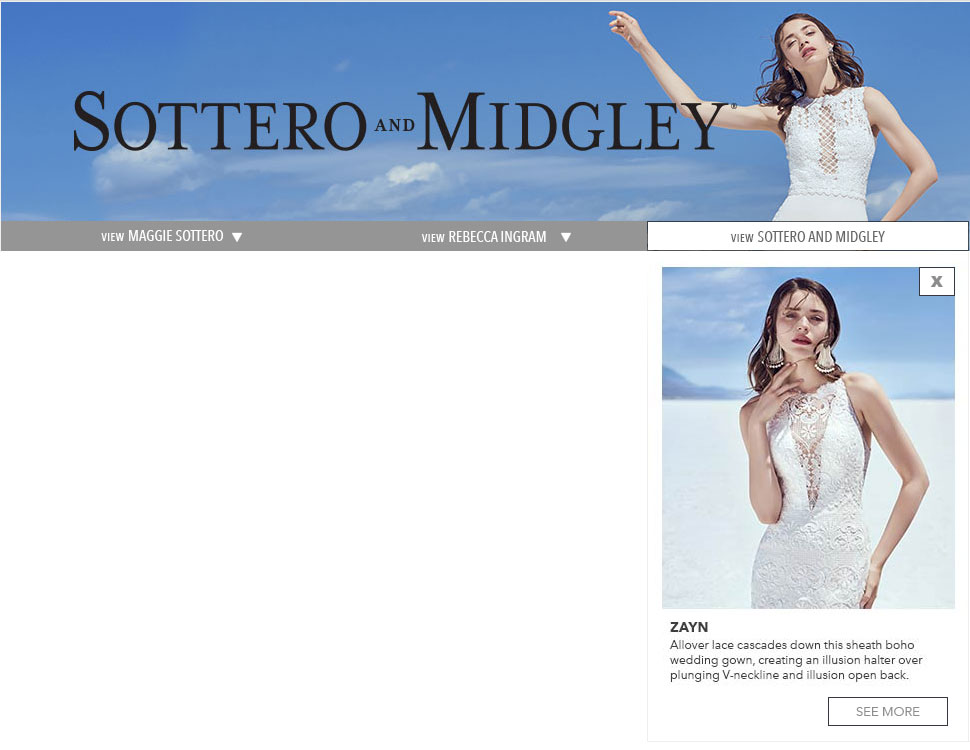 SOTTERO AND MIDGLEY®
VIEW MAGGIE SOTTERO ▼
VIEW REBECCA INGRAM ▼
VIEW SOTTERO AND MIDGLEY
X
ZAYN
Allover lace cascades down this sheath boho
wedding gown, creating an illusion halter over
plunging V-neckline and illusion open back.
SEE MORE